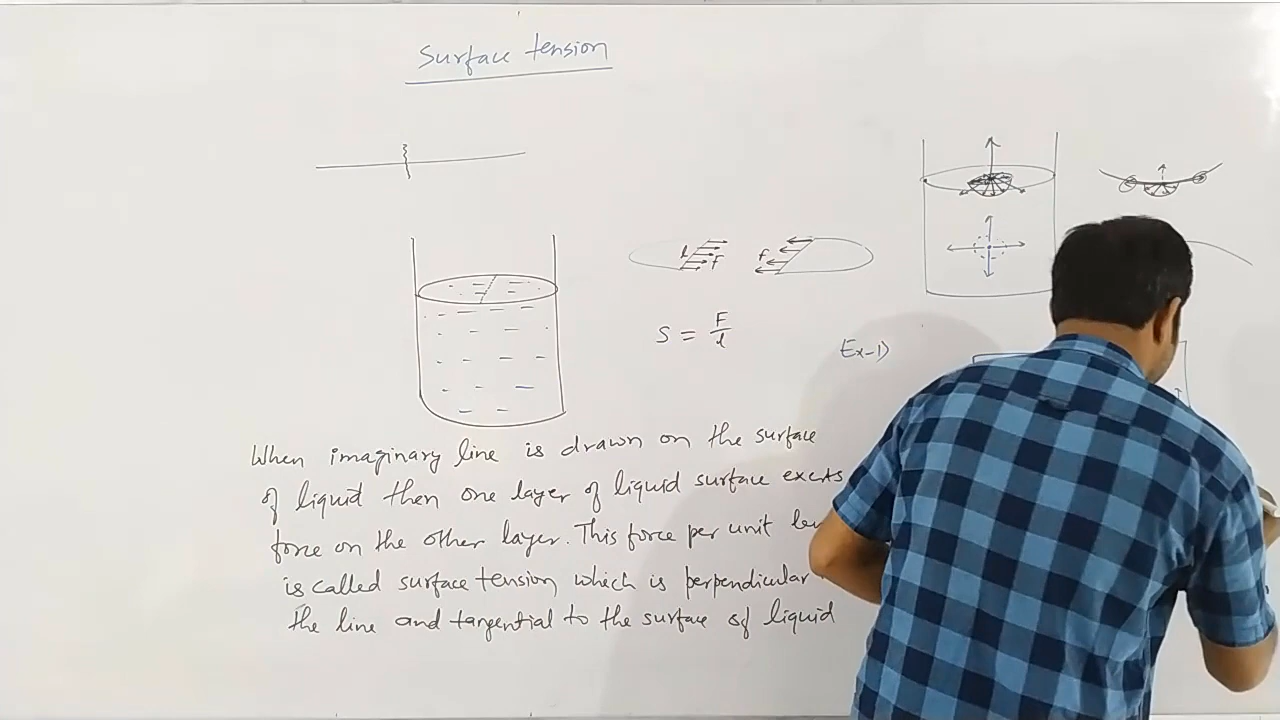 Surface tension
l
f
f
S = F/l
Ex-1)
When imaginary line is drawn on the surface
of liquid then one layer of liquid surface exerts
force on the other layer. This force per unit
is called surface tension which is perpendicular
the line and tangential to the surface of liquid